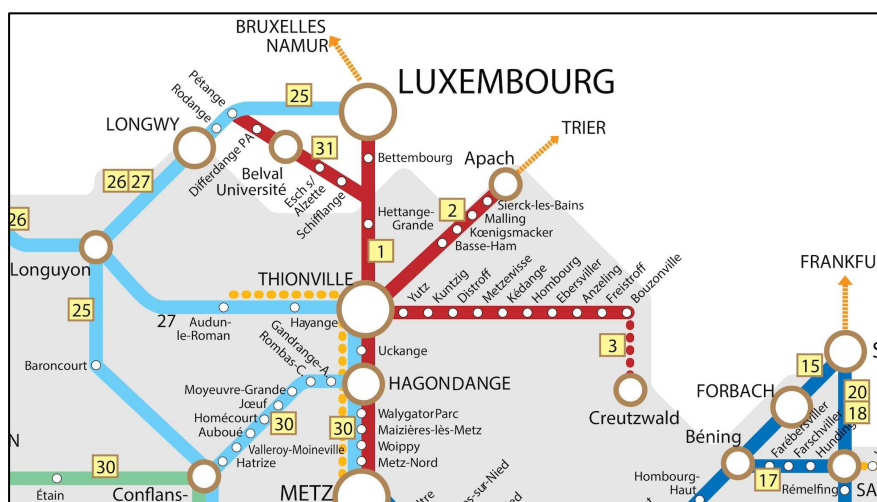 BRUXELLES
NAMUR
LUXEMBOURG
25
Pétange
Rodange
LONGWY
Differdange PA
31
Belval
Université
Esch s/
Alzette
Schifflange
Bettembourg
TRIER
Apach
26 27
2
Sierck-les-Bains
Malling
Kœnigsmacker
Basse-Ham
Hettange-
Grande
26
1
Longuyon
THIONVILLE
FRANKFU
25
27
Audun-
le-Roman
Hayange
Yutz
Kuntzig
Distroff
Metzervisse
Kédange
Hombourg
Ebersviller
Anzeling
Freistroff
Bouzonville
3
Uckange
Gandrange-A.
Rombas-C.
Baroncourt
15
S
Moyeuvre-Grande
Jœuf
Homécourt
Auboué
30
HAGONDANGE
Creutzwald
FORBACH
20
18
WalygatorParc
Maizières-lès-Metz
Woippy
Metz-Nord
30
Valleroy-Moineville
Hatrize
Béning
Farébersviller
Farschviller
Hunding
N
30
Étain
Conflans-
METZ
Hombourg-
Haut
17
Rémelfing
SA